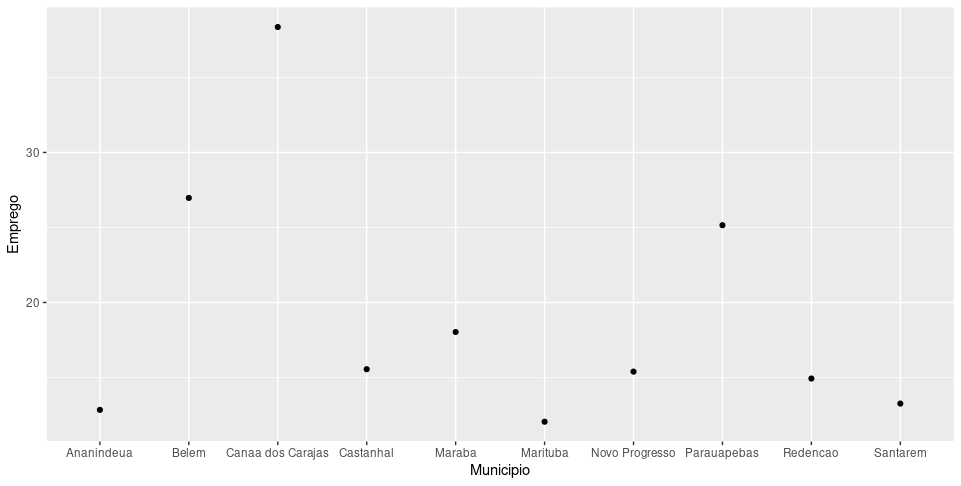 30
20
Emprego
Ananindeua Belem Canaa dos Carajas Castanhal Maraba Marituba Novo Progresso Parauapebas Redencao Santarem
Municipio